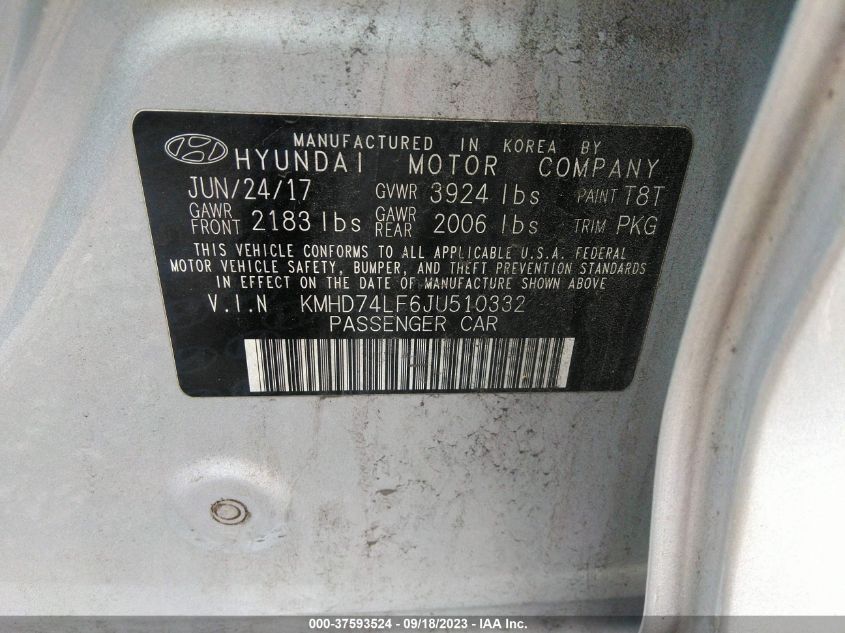 MANUFACTURED IN KOREA BY
HYUNDAI MOTOR COMPANY
JUN/24/17 GVWR 3924 lbs PAINT T8T
GAWR FRONT 2183 lbs GAWR REAR 2006 lbs TRIM PKG
THIS VEHICLE CONFORMS TO ALL APPLICABLE U.S.A. FEDERAL
MOTOR VEHICLE SAFETY, BUMPER, AND THEFT PREVENTION STANDARDS
IN EFFECT ON THE DATE OF MANUFACTURE SHOWN ABOVE
V.I.N KMHD74LF6JU510332
PASSENGER CAR
000-37593524 - 09/18/2023 - IAA Inc.